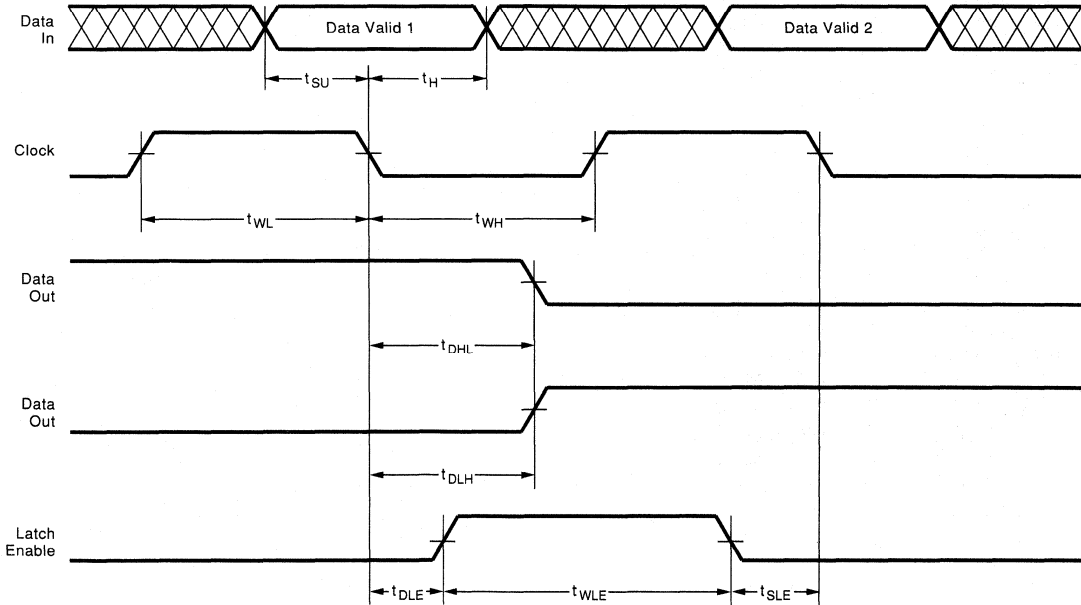 Data
In
Data Valid 1
Data Valid 2
tSU
tH
Clock
tWL
tWH
Data
Out
tDHL
Data
Out
tDLH
Latch
Enable
tDLE
tWLE
tSLE